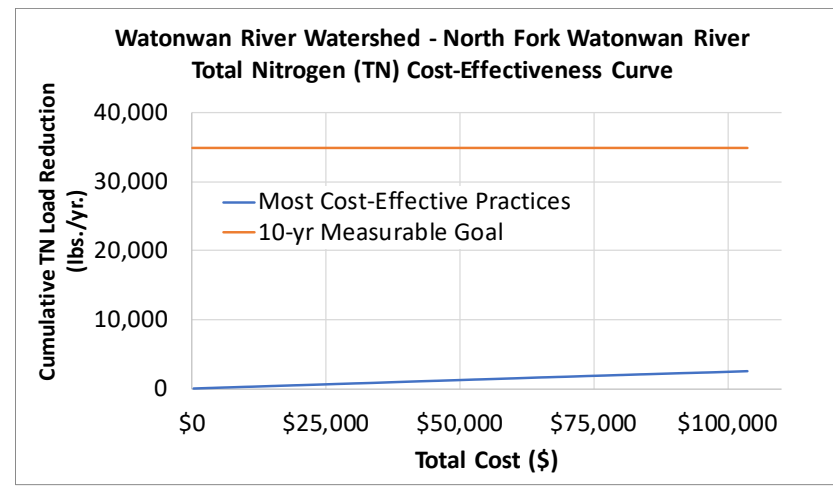 Watonwan River Watershed - North Fork Watonwan River
Total Nitrogen (TN) Cost-Effectiveness Curve
Cumulative TN Load Reduction
(lbs./yr.)
40,000
30,000
20,000
10,000
0
Most Cost-Effective Practices
10-yr Measurable Goal
$0
$25,000
$50,000
$75,000
$100,000
Total Cost ($)